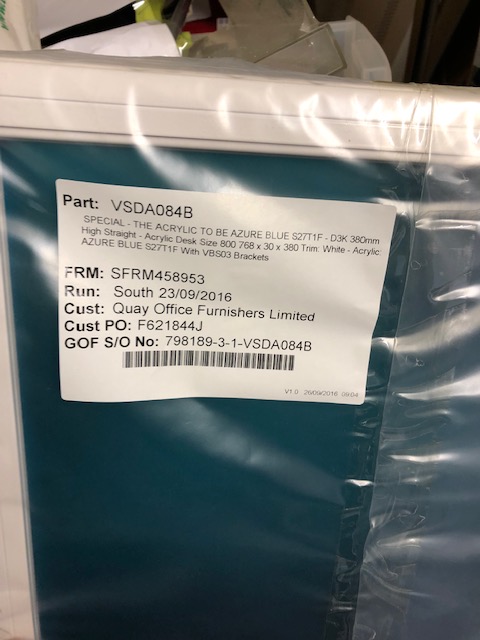 Part: VSDA084B
SPECIAL - THE ACRYLIC TO BE AZURE BLUE S27T1F - D3K 380mm
High Straight - Acrylic Desk Size 800 768 x 30 x 380 Trim: White - Acrylic
AZURE BLUE S27T1F With VBS03 Brackets
FRM: SFRM458953
Run: South 23/09/2016
Cust: Quay Office Furnishers Limited
Cust PO: F621844J
GOF S/O No: 798189-3-1-VSDA084B
V1.0 26/09/2016 09:04